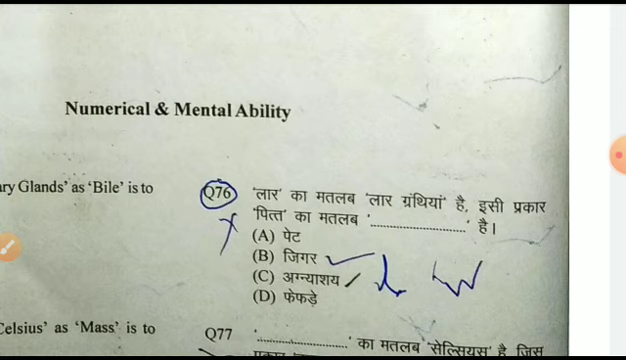 Numerical & Mental Ability
ary Glands’ as ‘Bile’ is to
Q76 ‘लार’ का मतलब ‘लार ग्रंथियां’ है, इसी प्रकार
‘पित्त’ का मतलब ‘..............................’ है।
(A) पेट
(B) जिगर
(C) अग्न्याशय
(D) फेफड़े
Celsius’ as ‘Mass’ is to
Q77 ‘..............................’ का मतलब ‘सेल्सियस’ है, जिस